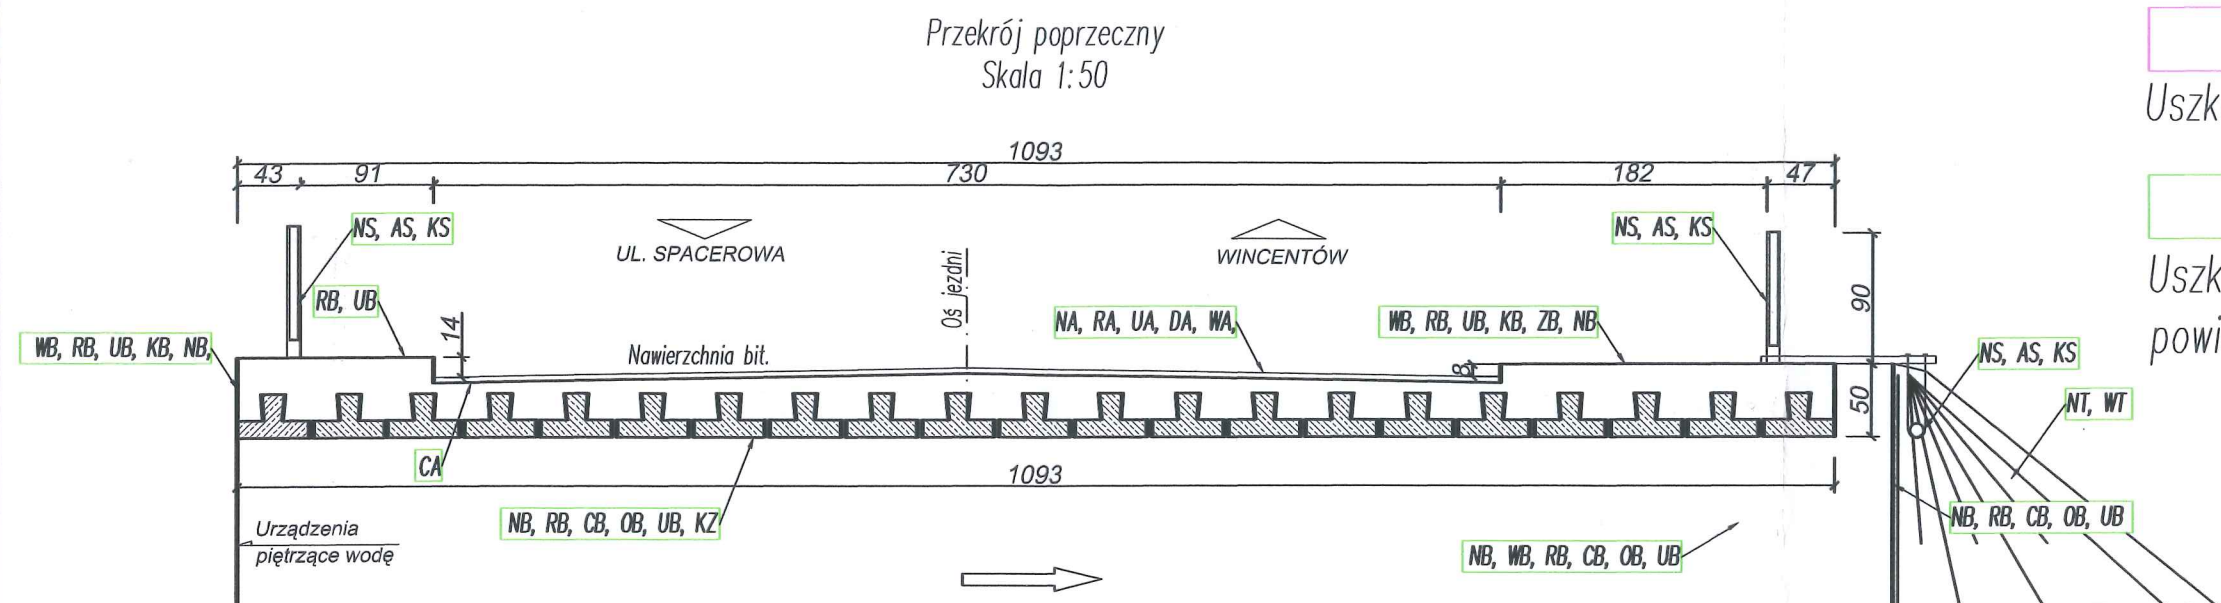 Przekrój poprzeczny
Skala 1:50
Uszk
1093
43
91
730
182
47
NS, AS, KS
UL. SPACEROWA
Oś jezdni
WINCENTÓW
NS, AS, KS
Uszk
powi
RB, UB
14
90
WB, RB, UB, KB, NB,
Nawierzchnia bit.
NA, RA, UA, DA, WA,
WB, RB, UB, KB, ZB, NB
8
NS, AS, KS
50
NT, WT
CA
1093
NB, RB, CB, OB, UB, KZ
Urządzenia
piętrzące wodę
NB, RB, CB, OB, UB
NB, WB, RB, CB, OB, UB